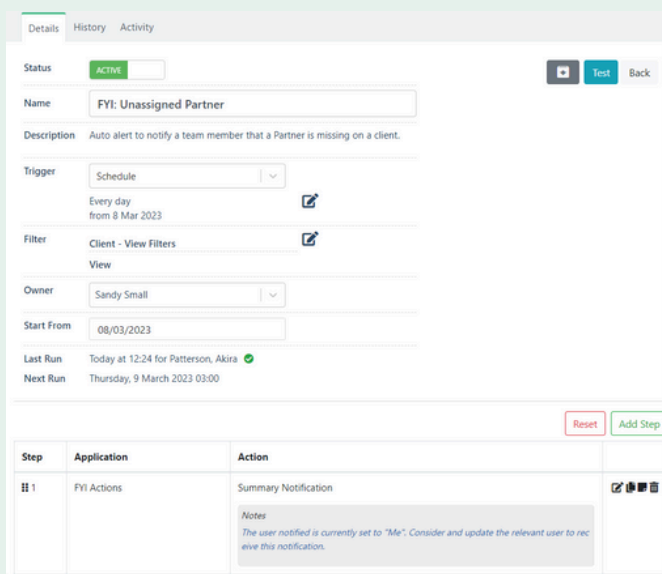 Details History Activity
Status ACTIVE
Test Back
Name FYI: Unassigned Partner
Description Auto alert to notify a team member that a Partner is missing on a client.
Trigger Schedule
Every day
from 8 Mar 2023
Filter Client - View Filters
View
Owner Sandy Small
Start From 08/03/2023
Last Run Today at 12:24 for Patterson, Akira
Next Run Thursday, 9 March 2023 03:00
Reset Add Step
Step Application Action
1 FYI Actions Summary Notification
Notes
The user notified is currently set to "Me". Consider and update the relevant user to rec
eive this notification.